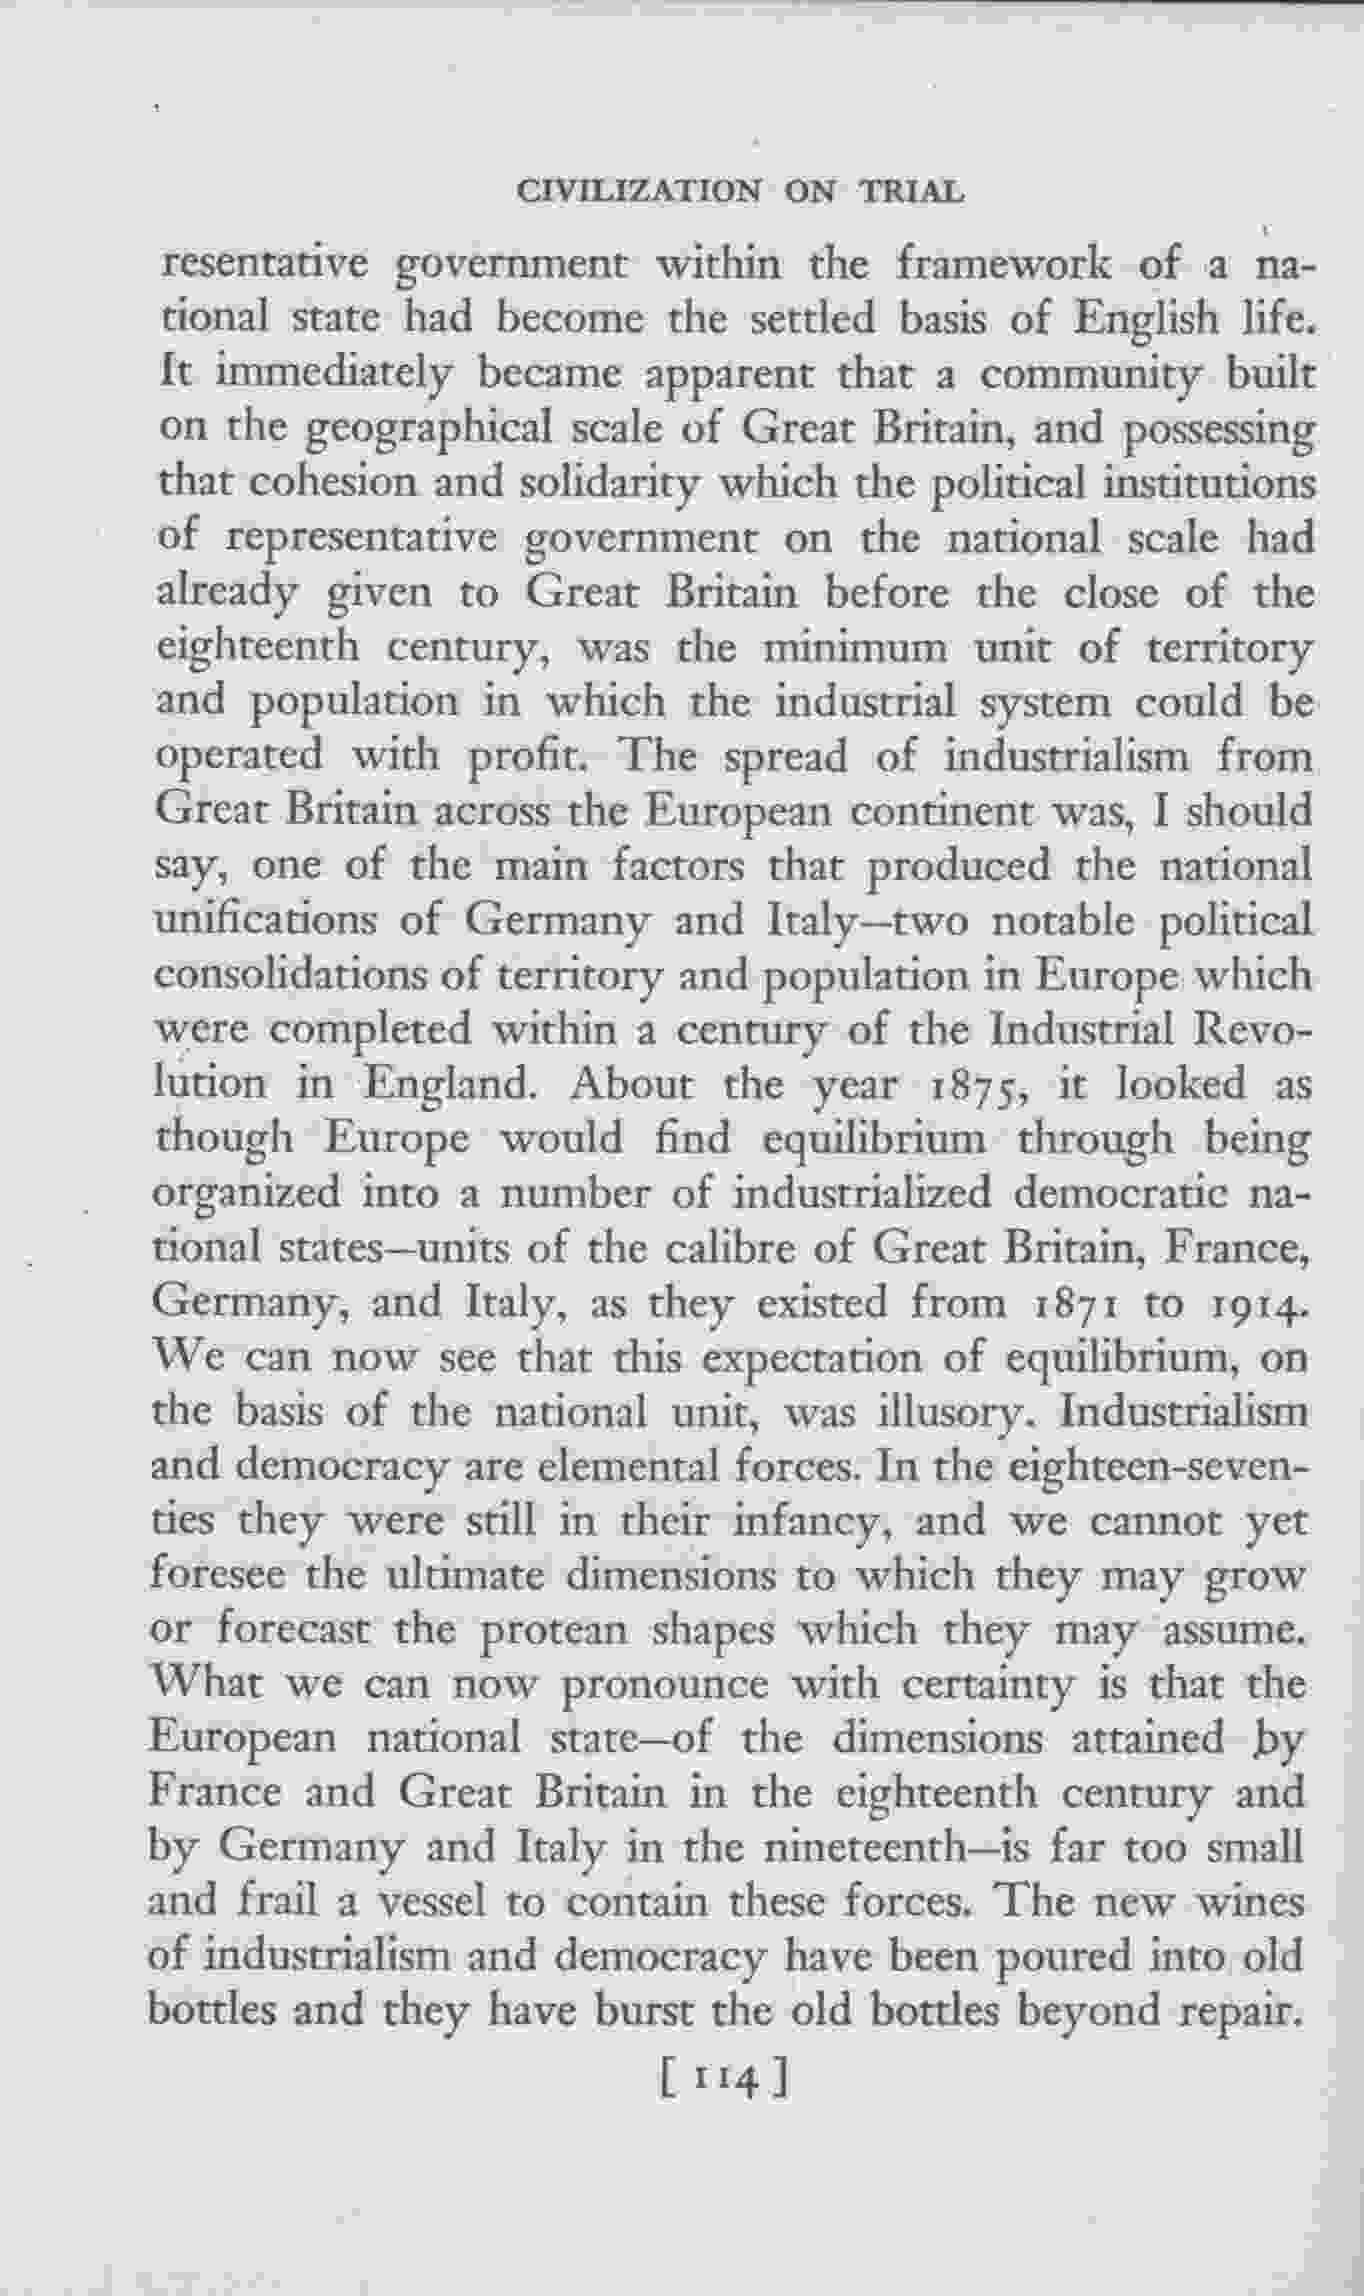 CIVILIZATION ON TRIAL
resentative government within the framework of a na-
tional state had become the settled basis of English life.
It immediately became apparent that a community built
on the geographical scale of Great Britain, and possessing
that cohesion and solidarity which the political institutions
of representative government on the national scale had
already given to Great Britain before the close of the
eighteenth century, was the minimum unit of territory
and population in which the industrial system could be
operated with profit. The spread of industrialism from
Great Britain across the European continent was, I should
say, one of the main factors that produced the national
unifications of Germany and Italy—two notable political
consolidations of territory and population in Europe which
were completed within a century of the Industrial Revo-
lution in England. About the year 1875, it looked as
though Europe would find equilibrium through being
organized into a number of industrialized democratic na-
tional states—units of the calibre of Great Britain, France,
Germany, and Italy, as they existed from 1871 to 1914.
We can now see that this expectation of equilibrium, on
the basis of the national unit, was illusory. Industrialism
and democracy are elemental forces. In the eighteen-seven-
ties they were still in their infancy, and we cannot yet
foresee the ultimate dimensions to which they may grow
or forecast the protean shapes which they may assume.
What we can now pronounce with certainty is that the
European national state—of the dimensions attained by
France and Great Britain in the eighteenth century and
by Germany and Italy in the nineteenth—is far too small
and frail a vessel to contain these forces. The new wines
of industrialism and democracy have been poured into old
bottles and they have burst the old bottles beyond repair.
[ 114 ]